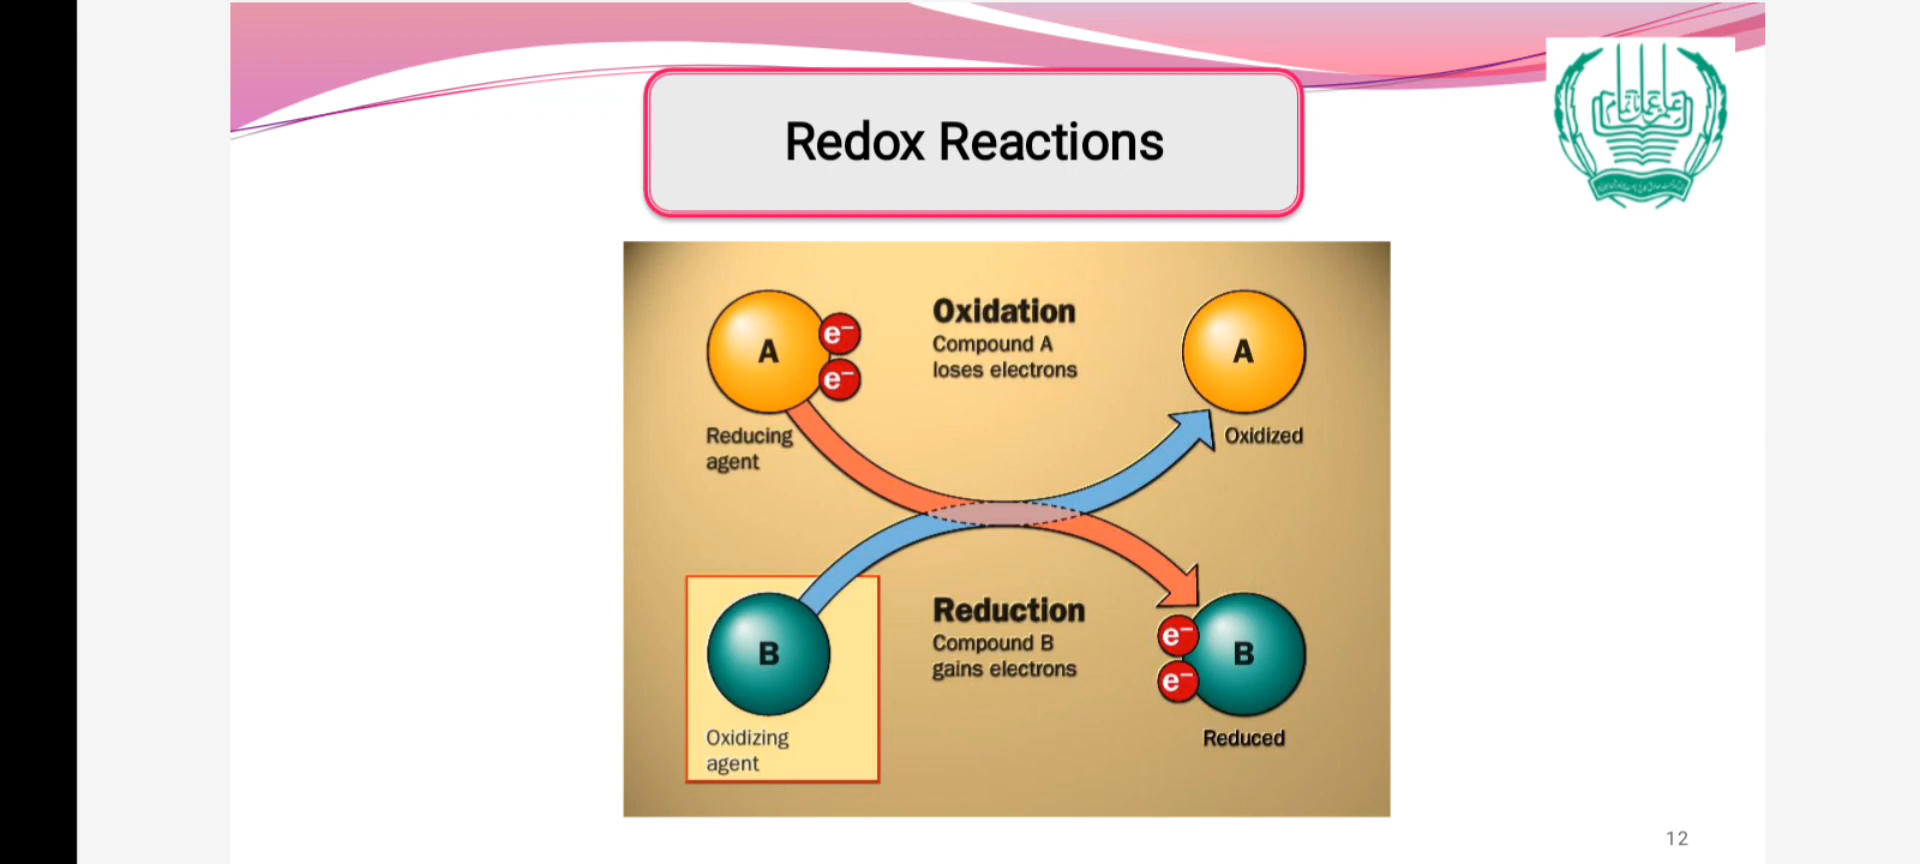 Redox Reactions
A
e⁻
e⁻
Oxidation
Compound A
loses electrons
A
Reducing
agent
Oxidized
B
Reduction
Compound B
gains electrons
e⁻
e⁻
B
Oxidizing
agent
Reduced
12